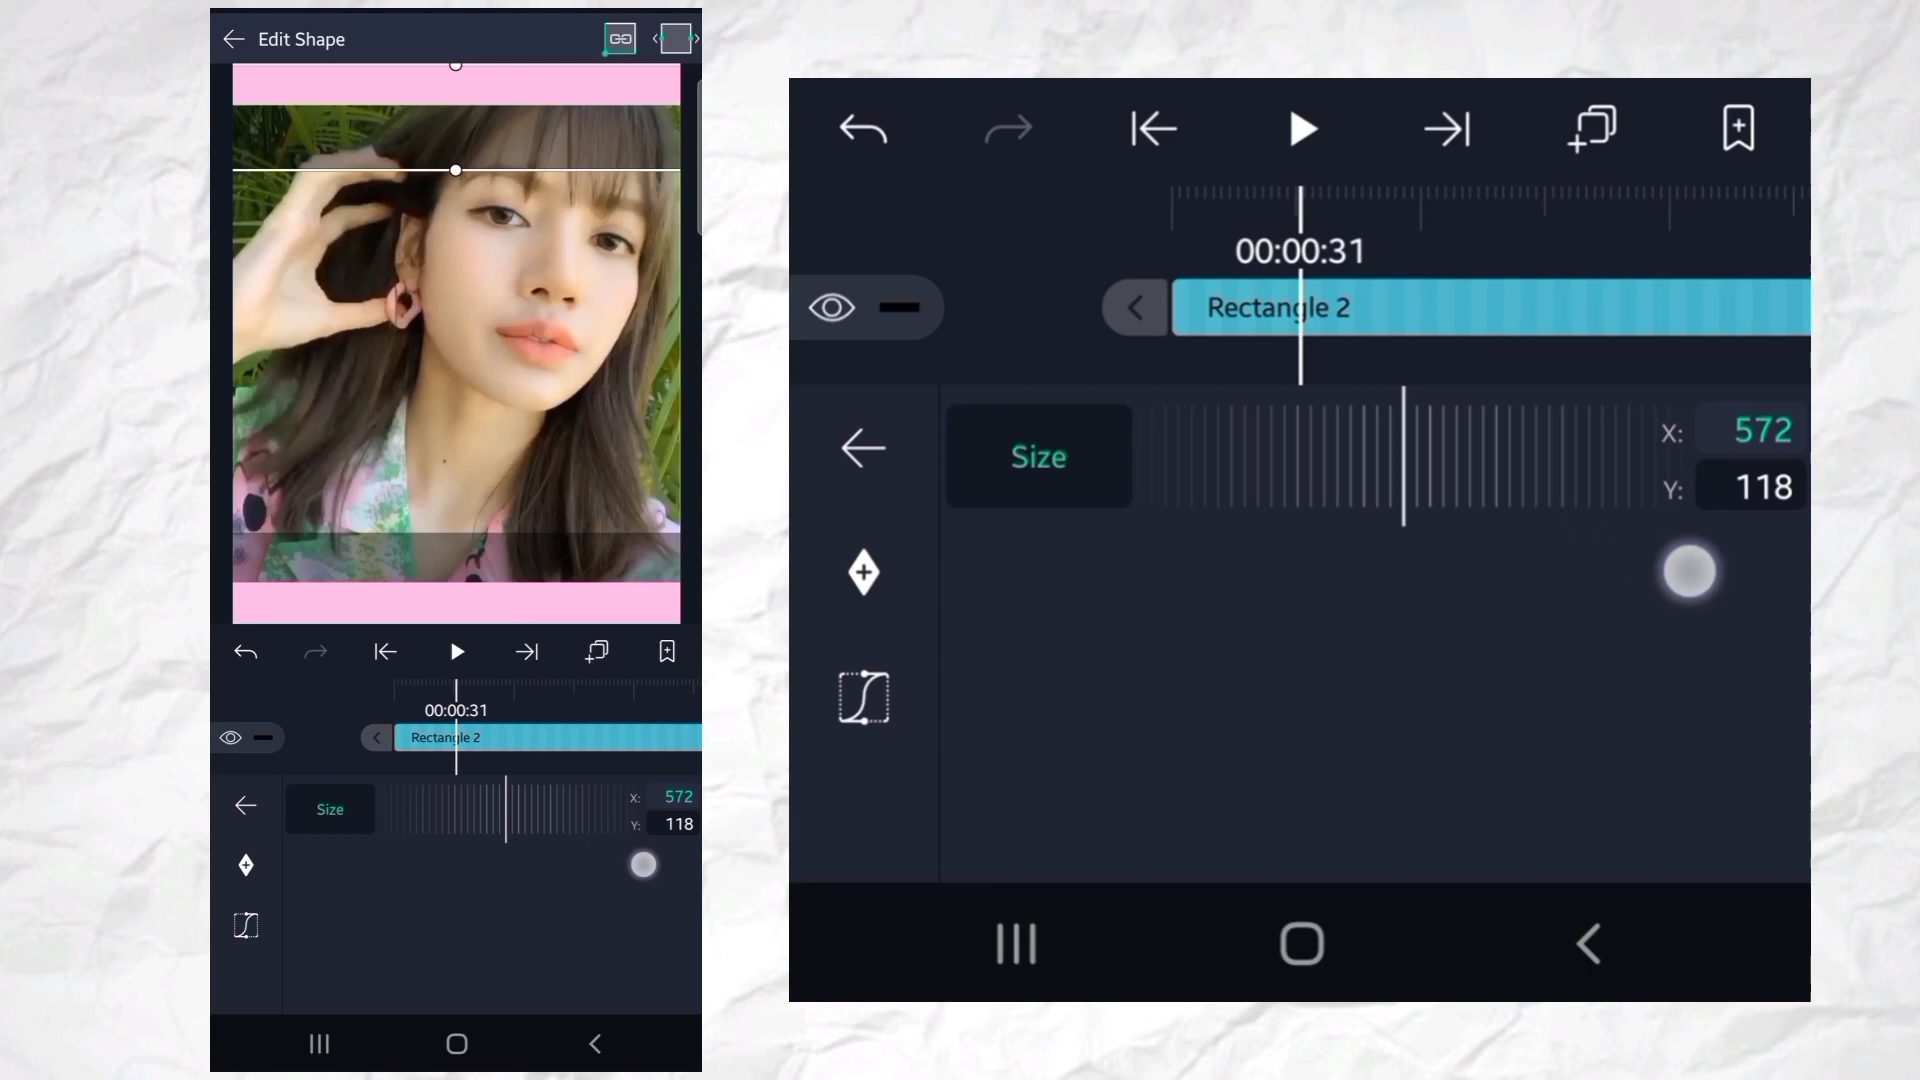 Edit Shape
00:00:31
Rectangle 2
Size
X: 572
Y: 118
00:00:31
Rectangle 2
Size
X: 572
Y: 118